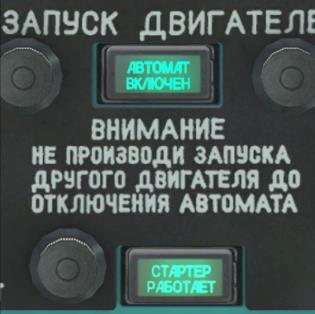 ЗАПУСК ДВИГАТЕЛЕ
АВТОМАТ
ВКЛЮЧЕН
ВНИМАНИЕ
НЕ ПРОИЗВОДИ ЗАПУСКА
ДРУГОГО ДВИГАТЕЛЯ ДО
ОТКЛЮЧЕНИЯ АВТОМАТА
СТАРТЕР
РАБОТАЕТ